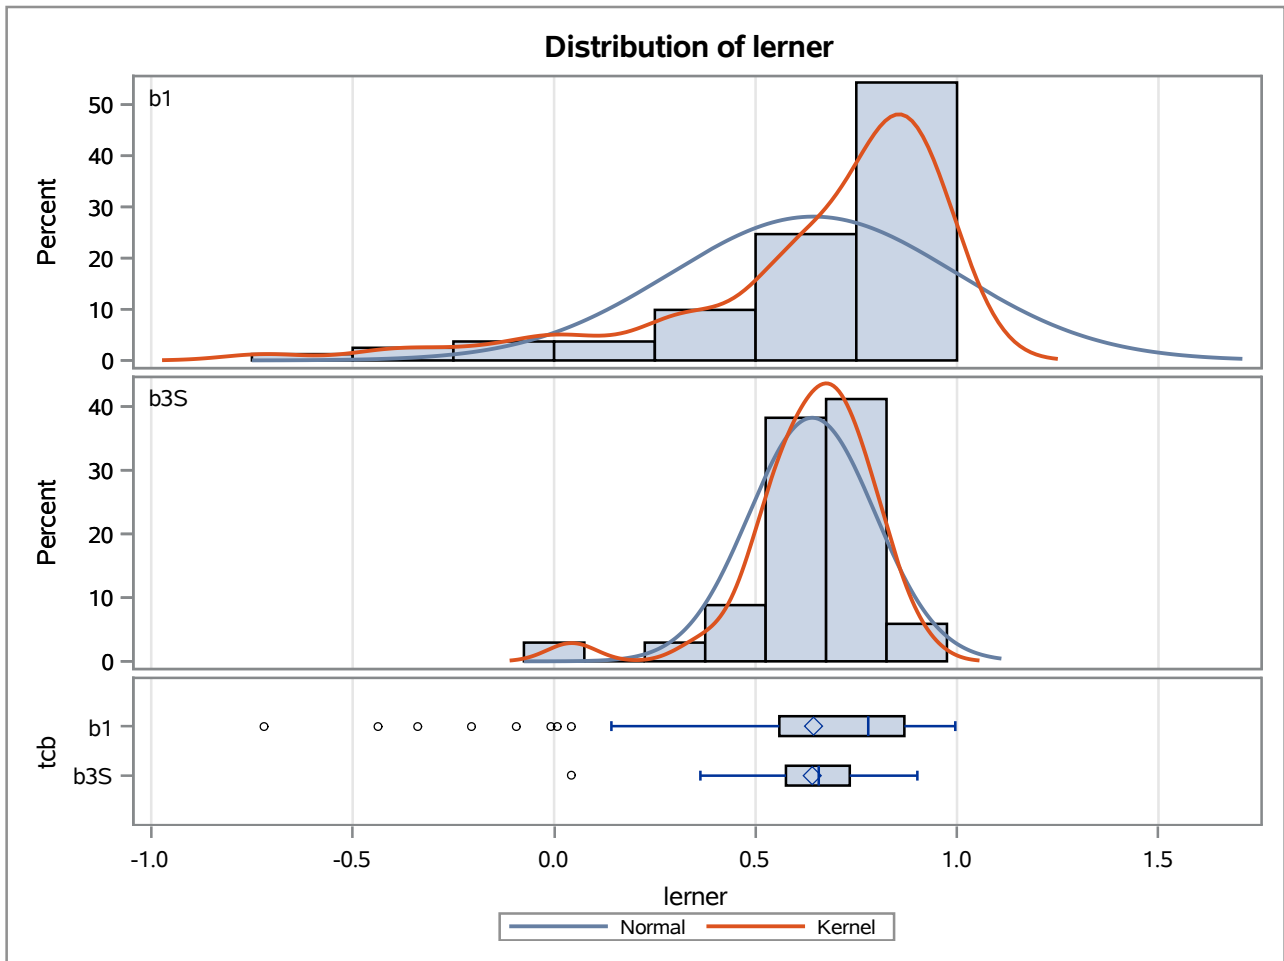 Distribution of lerner
b1
Percent
50
40
30
20
10
0
b3S
Percent
40
30
20
10
0
tcb
b1
b3S
-1.0 -0.5 0.0 0.5 1.0 1.5
lerner
Normal Kernel